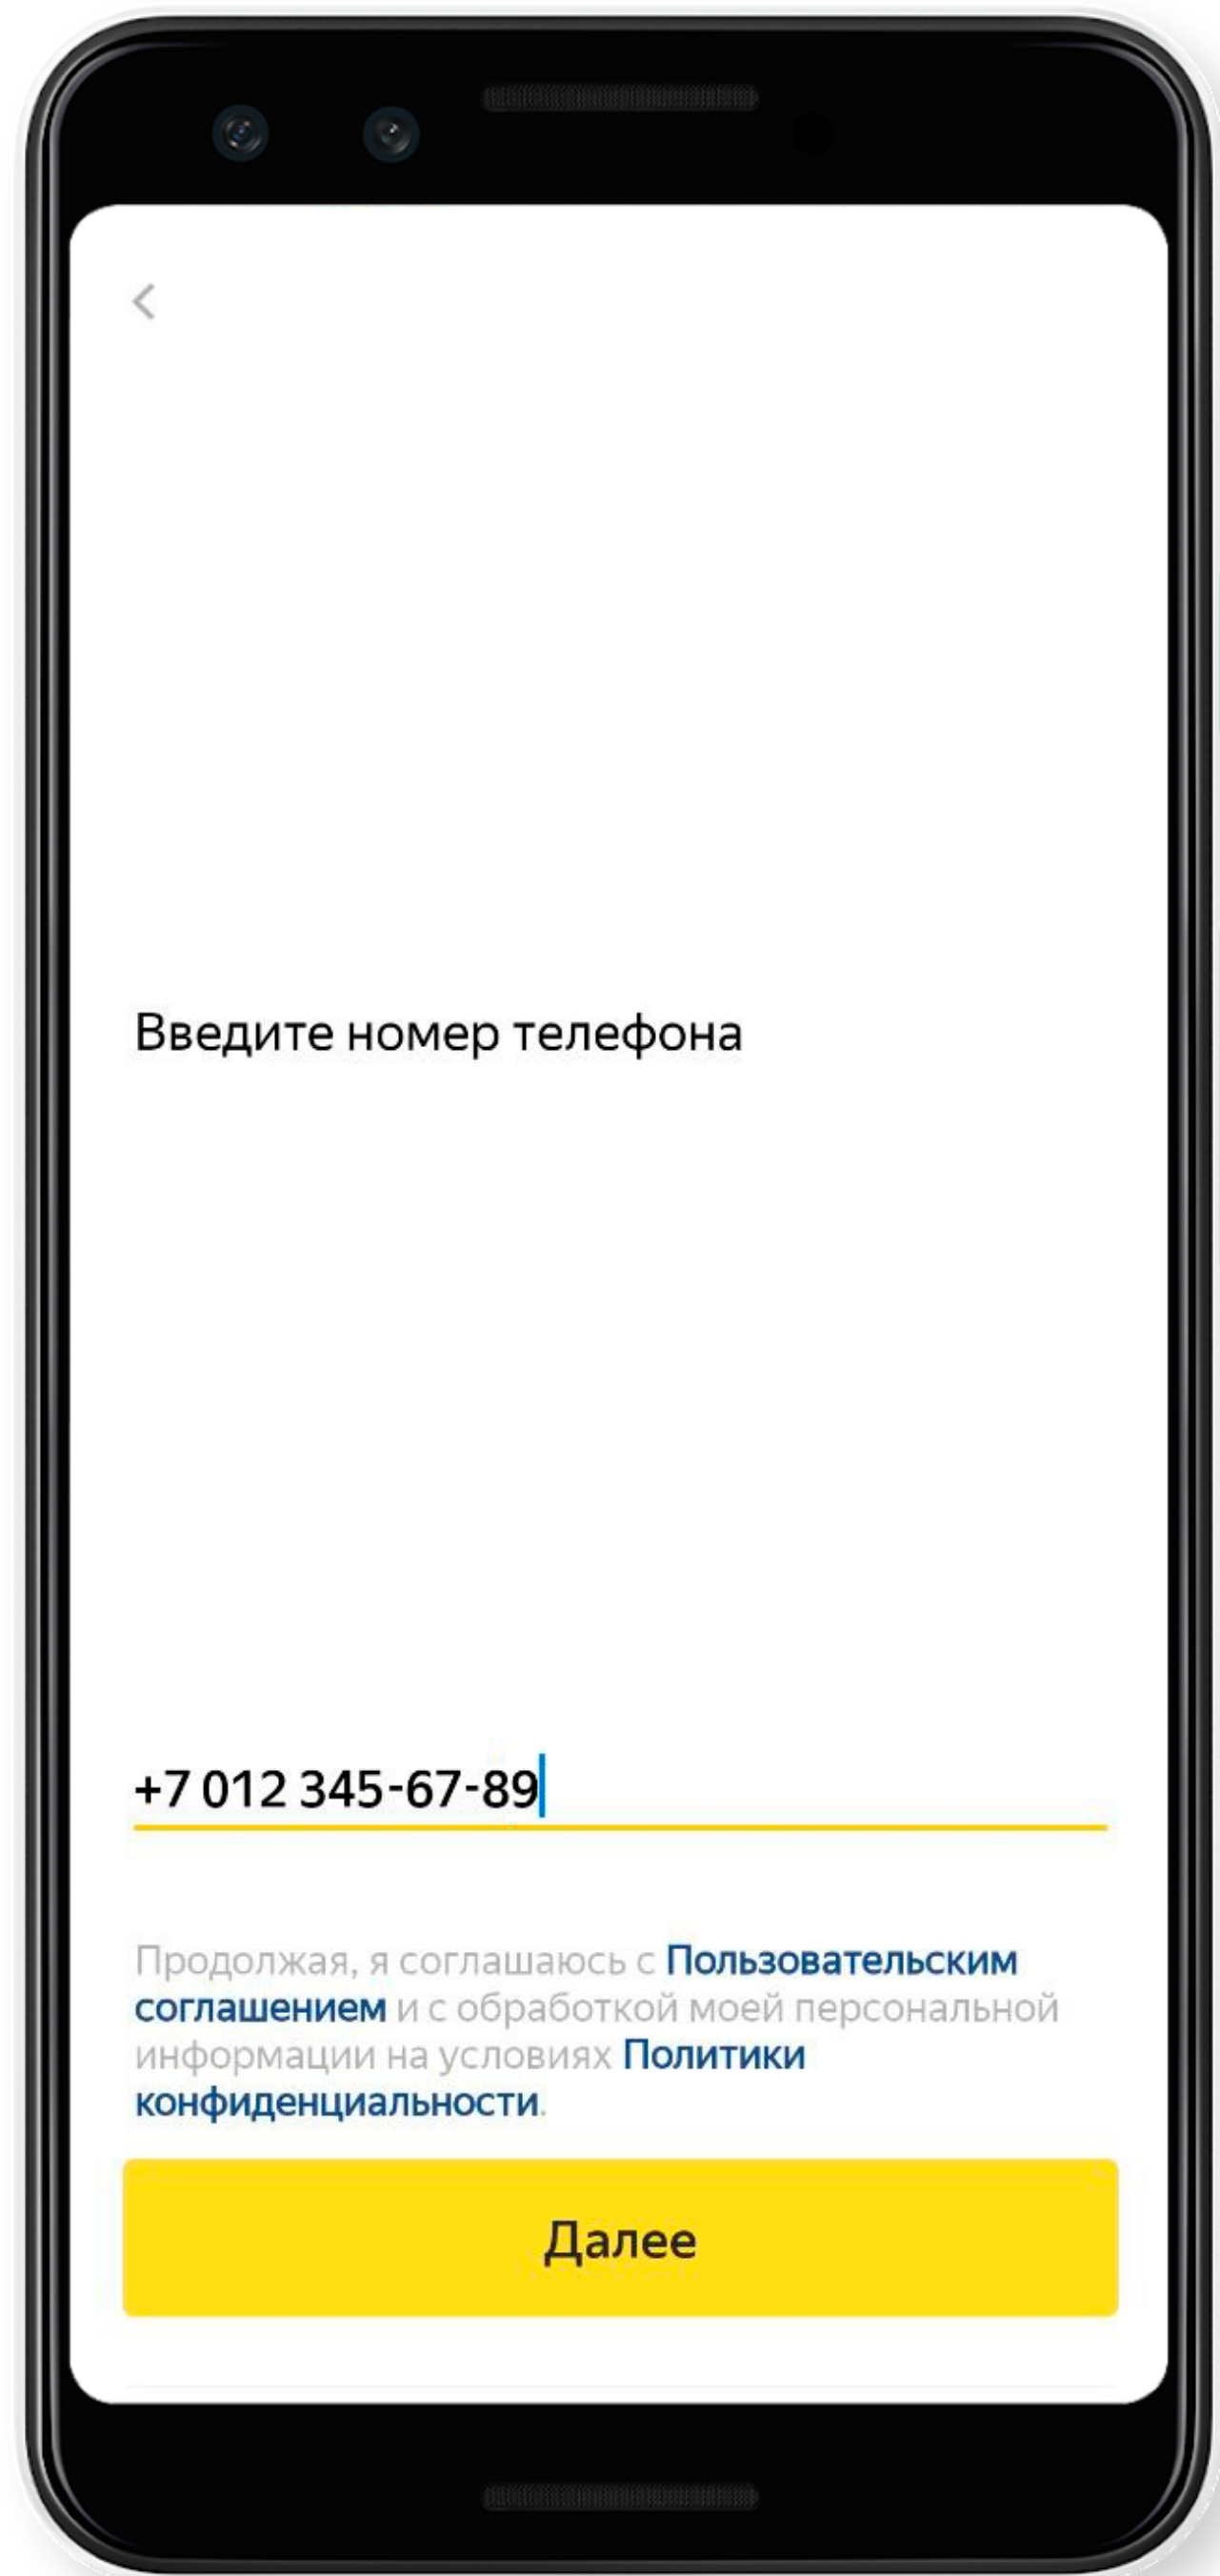 Введите номер телефона
+7 012 345-67-89
Продолжая, я соглашаюсь с Пользовательским
соглашением и с обработкой моей персональной
информации на условиях Политики
конфиденциальности.
Далее